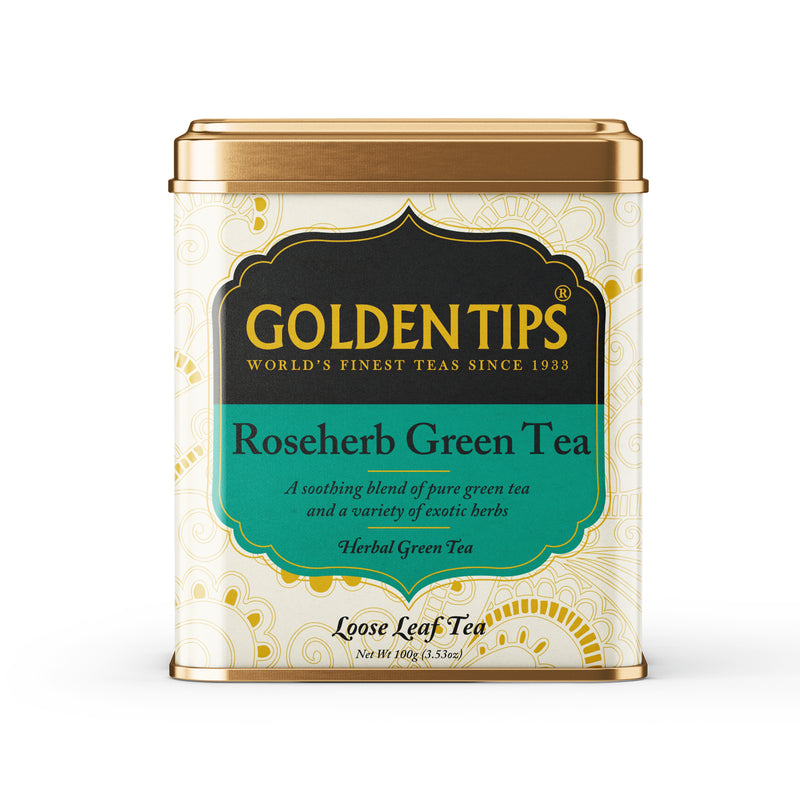 GOLDEN TIPS®
WORLD'S FINEST TEAS SINCE 1933
Roseherb Green Tea
A soothing blend of pure green tea
and a variety of exotic herbs
Herbal Green Tea
Loose Leaf Tea
Net Wt 100g (3.53oz)